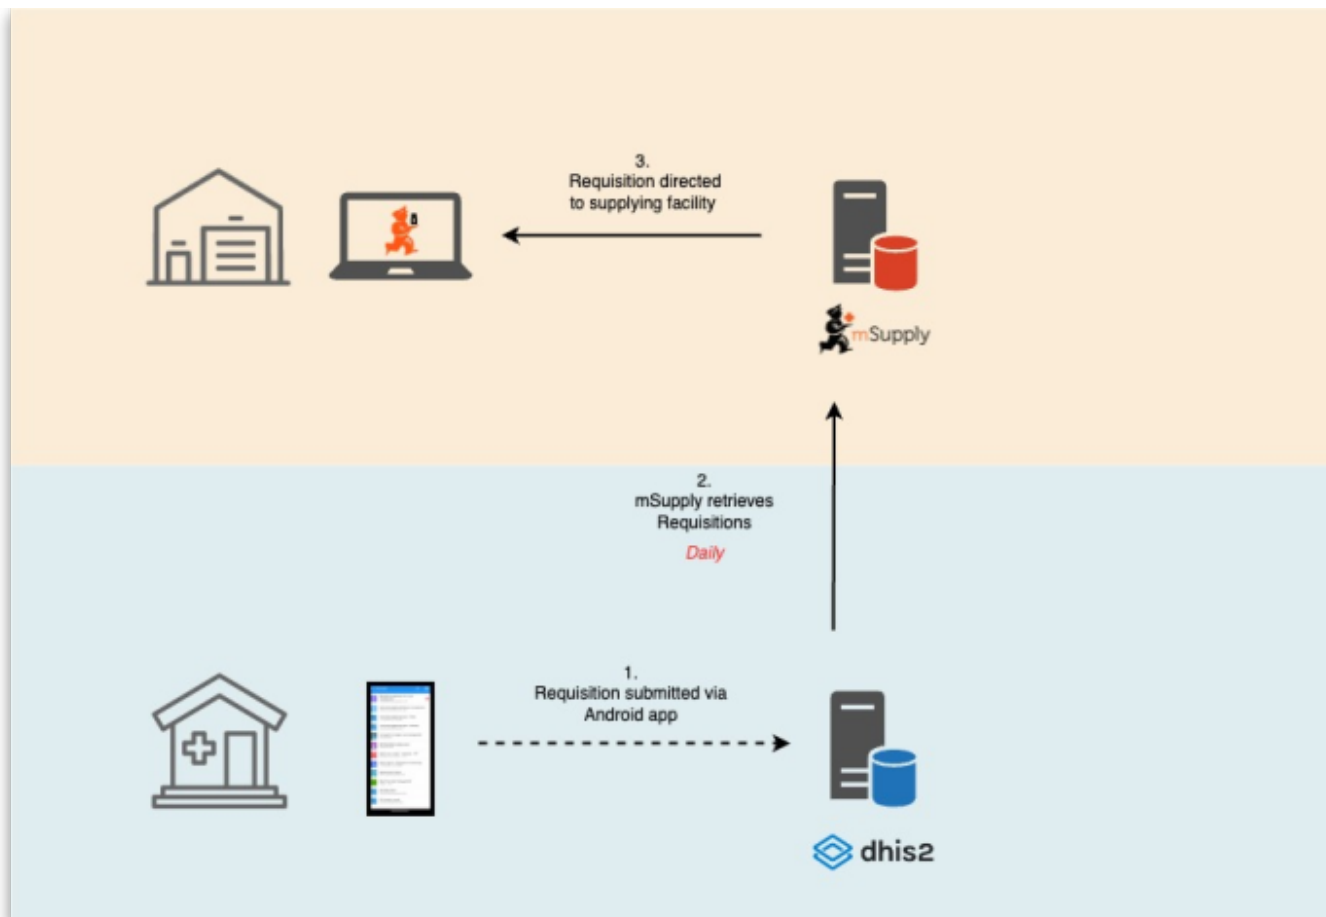 3.
Requisition directed
to supplying facility
mSupply
2.
mSupply retrieves
Requisitions
Daily
1.
Requisition submitted via
Android app
dhis2